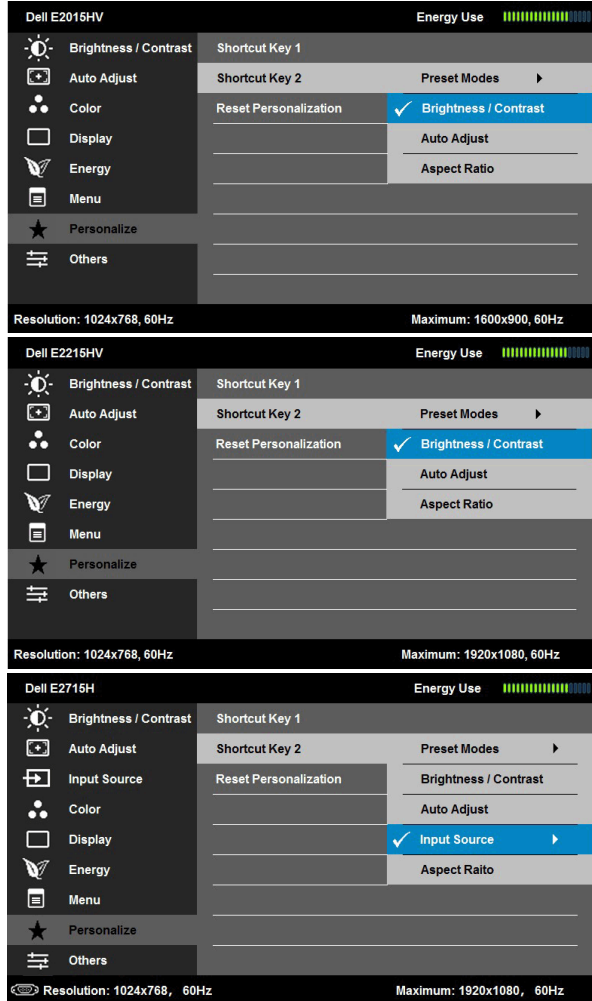 Dell E2015HV Energy Use
Brightness / Contrast Shortcut Key 1
Auto Adjust Shortcut Key 2 Preset Modes
Color Reset Personalization Brightness / Contrast
Display Auto Adjust
Energy Aspect Ratio
Menu
Personalize
Others
Resolution: 1024x768, 60Hz Maximum: 1600x900, 60Hz
Dell E2215HV Energy Use
Brightness / Contrast Shortcut Key 1
Auto Adjust Shortcut Key 2 Preset Modes
Color Reset Personalization Brightness / Contrast
Display Auto Adjust
Energy Aspect Ratio
Menu
Personalize
Others
Resolution: 1024x768, 60Hz Maximum: 1920x1080, 60Hz
Dell E2715H Energy Use
Brightness / Contrast Shortcut Key 1
Auto Adjust Shortcut Key 2 Preset Modes
Input Source Reset Personalization Brightness / Contrast
Color Auto Adjust
Display Input Source
Energy Aspect Raito
Menu
Personalize
Others
Resolution: 1024x768, 60Hz Maximum: 1920x1080, 60Hz